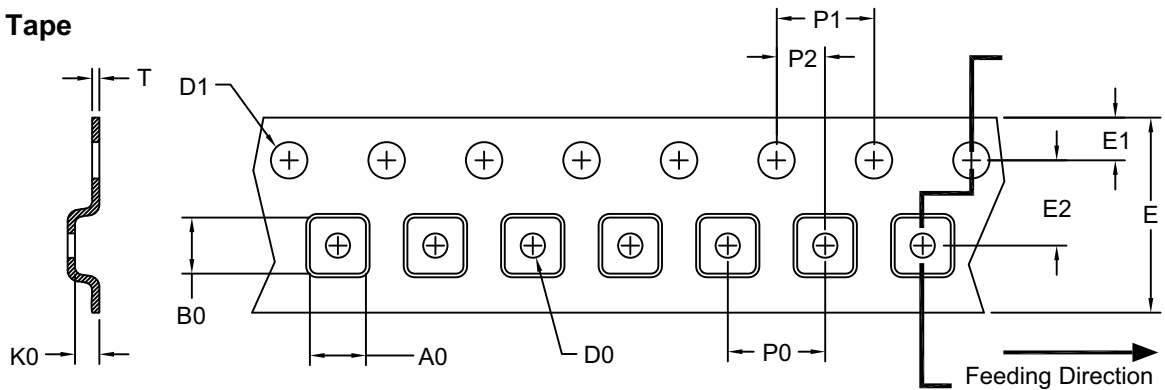 Tape
P1
P2
T
D1
E1
E2
E
B0
K0
A0
D0
P0
Feeding Direction